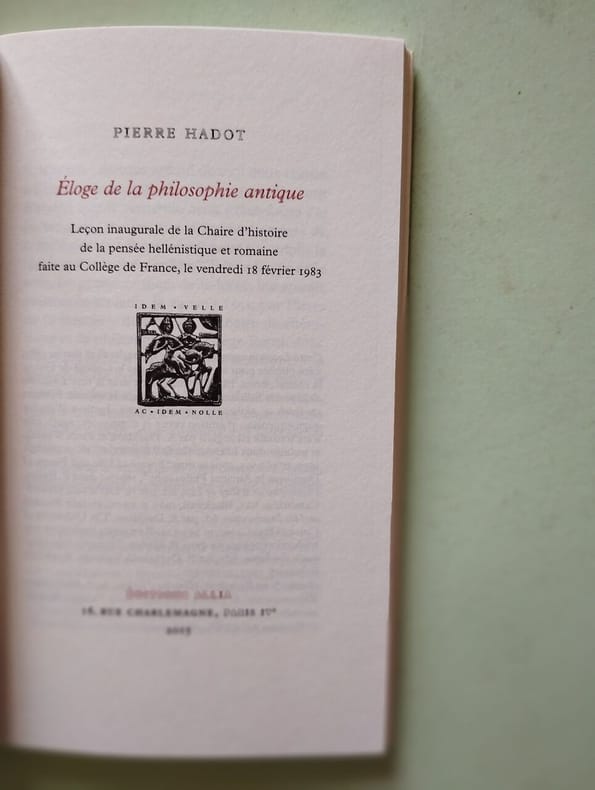 PIERRE HADOT
Éloge de la philosophie antique
Leçon inaugurale de la Chaire d'histoire
de la pensée hellénistique et romaine
faite au Collège de France, le vendredi 18 février 1983
IDEM • VELLE
AC • IDEM • NOLLE
ÉDITIONS ALLIA
16, RUE CHARLEMAGNE, PARIS IVᵉ